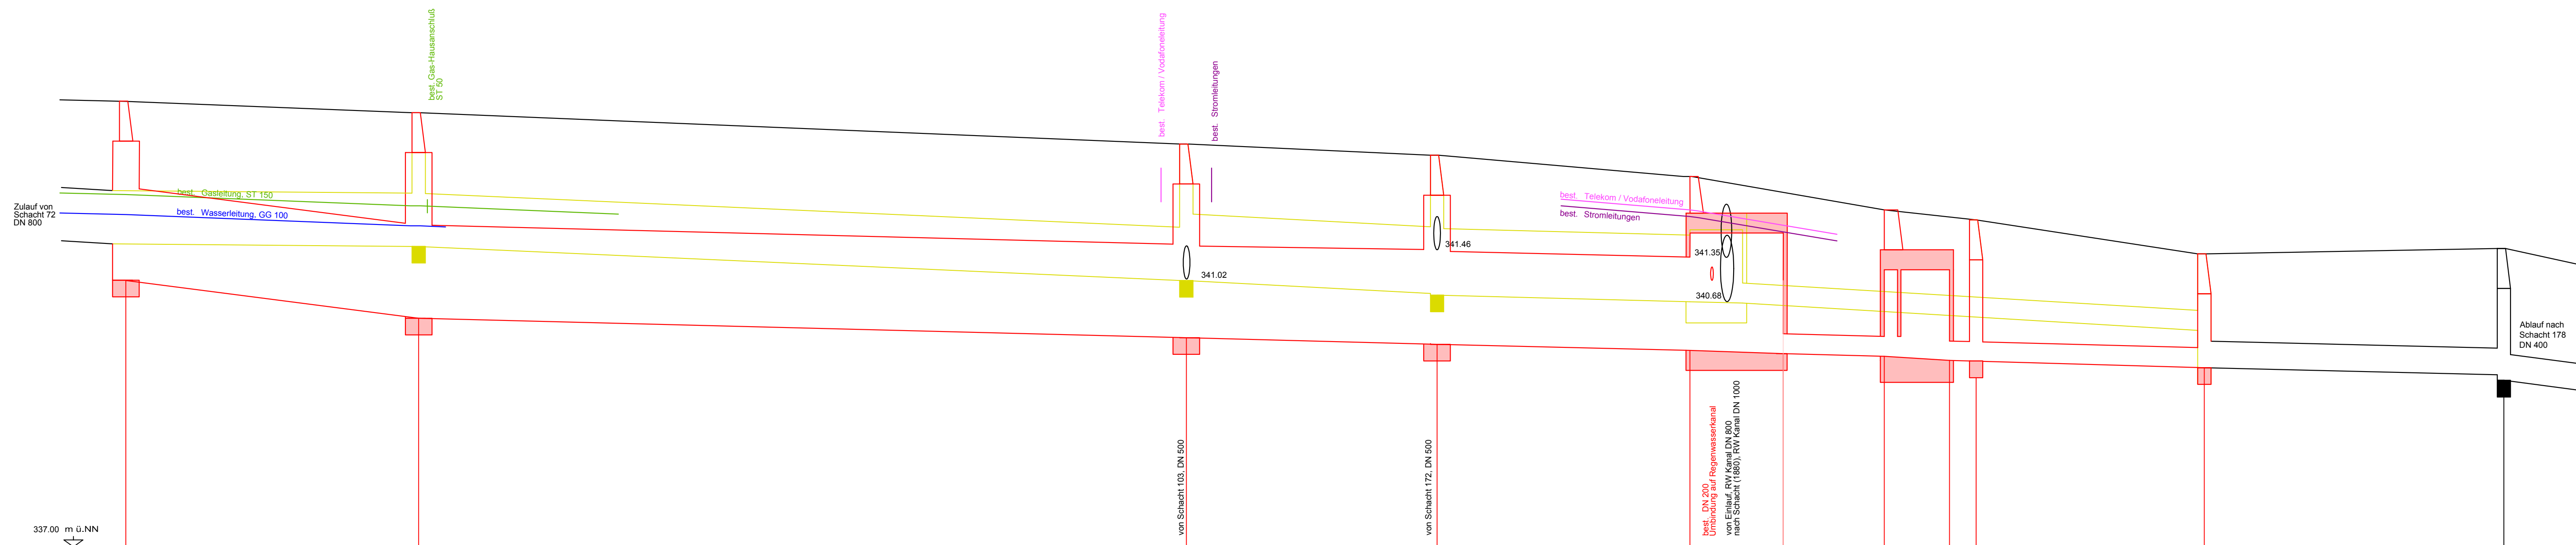 best. Gas-Hausanschluß
ST 50
best. Telekom / Vodafoneleitung
best. Stromleitungen
best. Gasleitung, ST 150
best. Wasserleitung, GG 100
Zulauf von
Schacht 72
DN 800
best. Telekom / Vodafoneleitung
best. Stromleitungen
341.46
341.02
341.35
340.68
Ablauf nach
Schacht 178
DN 400
von Schacht 103, DN 500
von Schacht 172, DN 500
best. DN 200
Umbindung auf Regenwasserkanal
von Einlauf, RW Kanal DN 800
nach Schacht (1880), RW Kanal DN 1000
337.00 m ü.NN